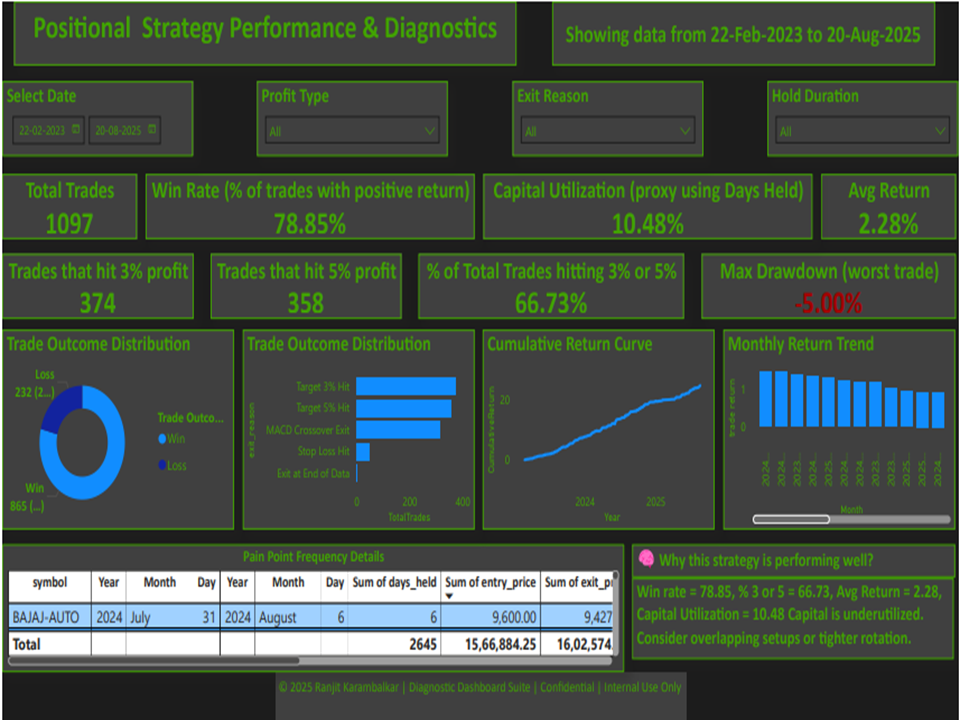 Positional Strategy Performance & Diagnostics
Showing data from 22-Feb-2023 to 20-Aug-2025
Select Date
22-02-2023 20-08-2025
Profit Type
All
Exit Reason
All
Hold Duration
All
Total Trades
1097
Win Rate (% of trades with positive return)
78.85%
Capital Utilization (proxy using Days Held)
10.48%
Avg Return
2.28%
Trades that hit 3% profit
374
Trades that hit 5% profit
358
% of Total Trades hitting 3% or 5%
66.73%
Max Drawdown (worst trade)
-5.00%
Trade Outcome Distribution
Loss
232 (2...)
Win
865 (...)
Trade Outco...
Win
Loss
Trade Outcome Distribution
exit_reason
Target 3% Hit
Target 5% Hit
MACD Crossover Exit
Stop Loss Hit
Exit at End of Data
0 200 400
TotalTrades
Cumulative Return Curve
CumulativeReturn
20
0
2024 2025
Year
Monthly Return Trend
trade return
1
0
2024... 2024... 2023... 2024... 2024... 2024... 2023... 2023... 2025... 2025... 2025... 2024...
Month
Pain Point Frequency Details
symbol Year Month Day Year Month Day Sum of days_held Sum of entry_price Sum of exit_pr
BAJAJ-AUTO 2024 July 31 2024 August 6 6 9,600.00 9,427
Total 2645 15,66,884.25 16,02,574.
Why this strategy is performing well?
Win rate = 78.85, % 3 or 5 = 66.73, Avg Return = 2.28,
Capital Utilization = 10.48 Capital is underutilized.
Consider overlapping setups or tighter rotation.
© 2025 Ranjit Karambalkar | Diagnostic Dashboard Suite | Confidential | Internal Use Only